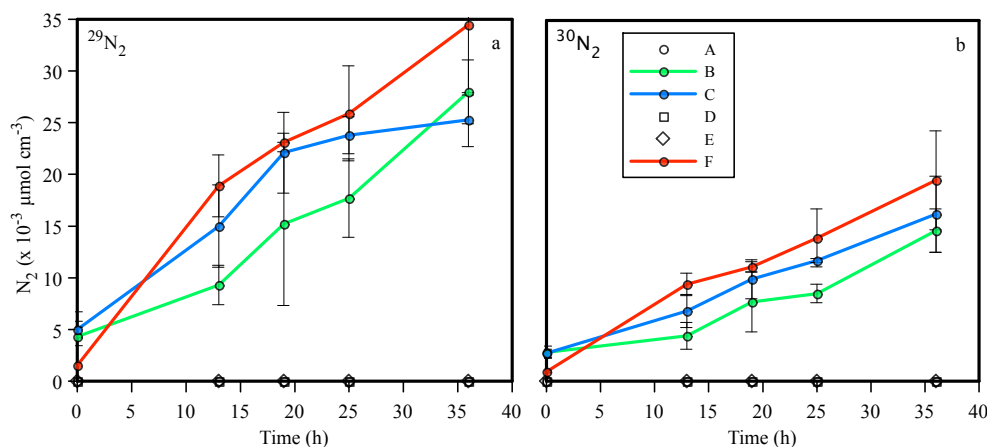 ²⁹N₂
a
35
30
25
20
15
10
5
0
N₂ (x 10⁻³ μmol cm⁻³)
0 5 10 15 20 25 30 35 40
Time (h)
³⁰N₂
b
A
B
C
D
E
F
0 5 10 15 20 25 30 35 40
Time (h)